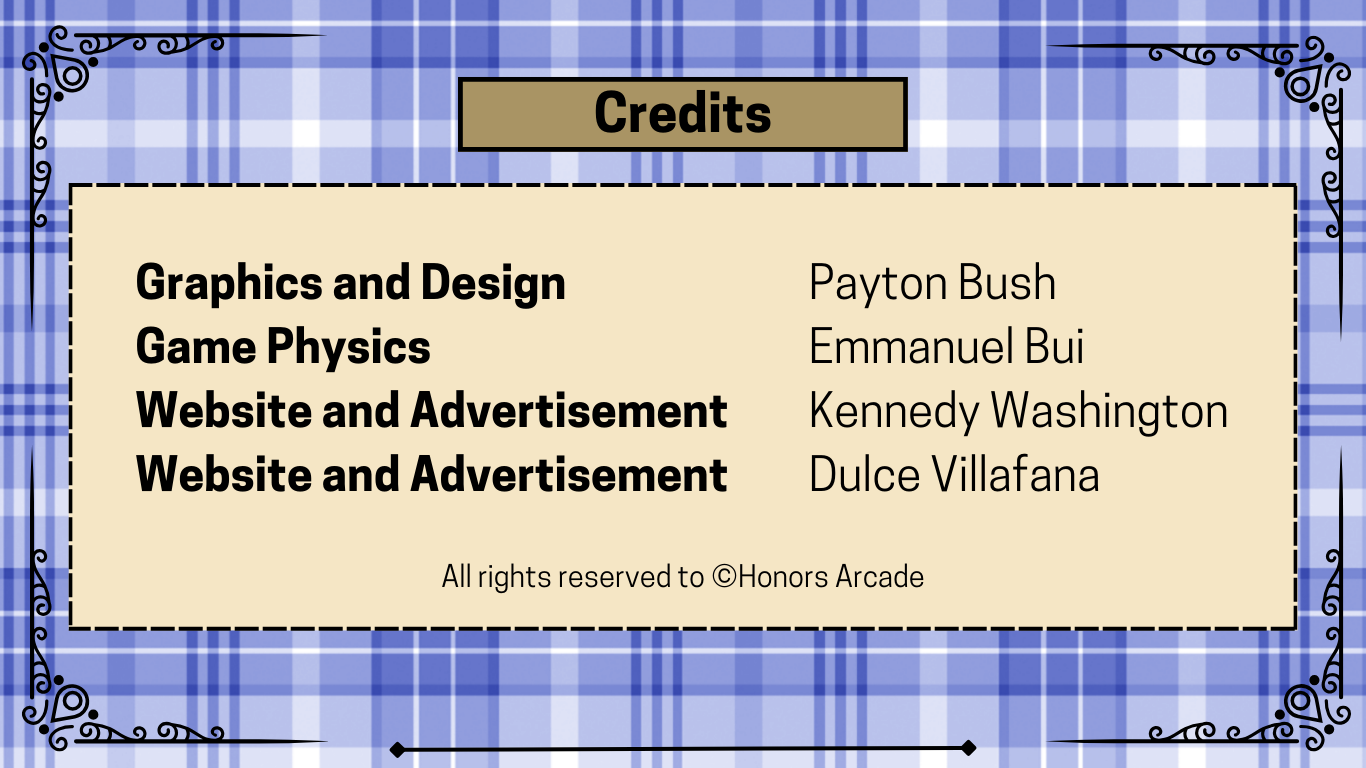 Credits
Graphics and Design Payton Bush
Game Physics Emmanuel Bui
Website and Advertisement Kennedy Washington
Website and Advertisement Dulce Villafana
All rights reserved to ©Honors Arcade